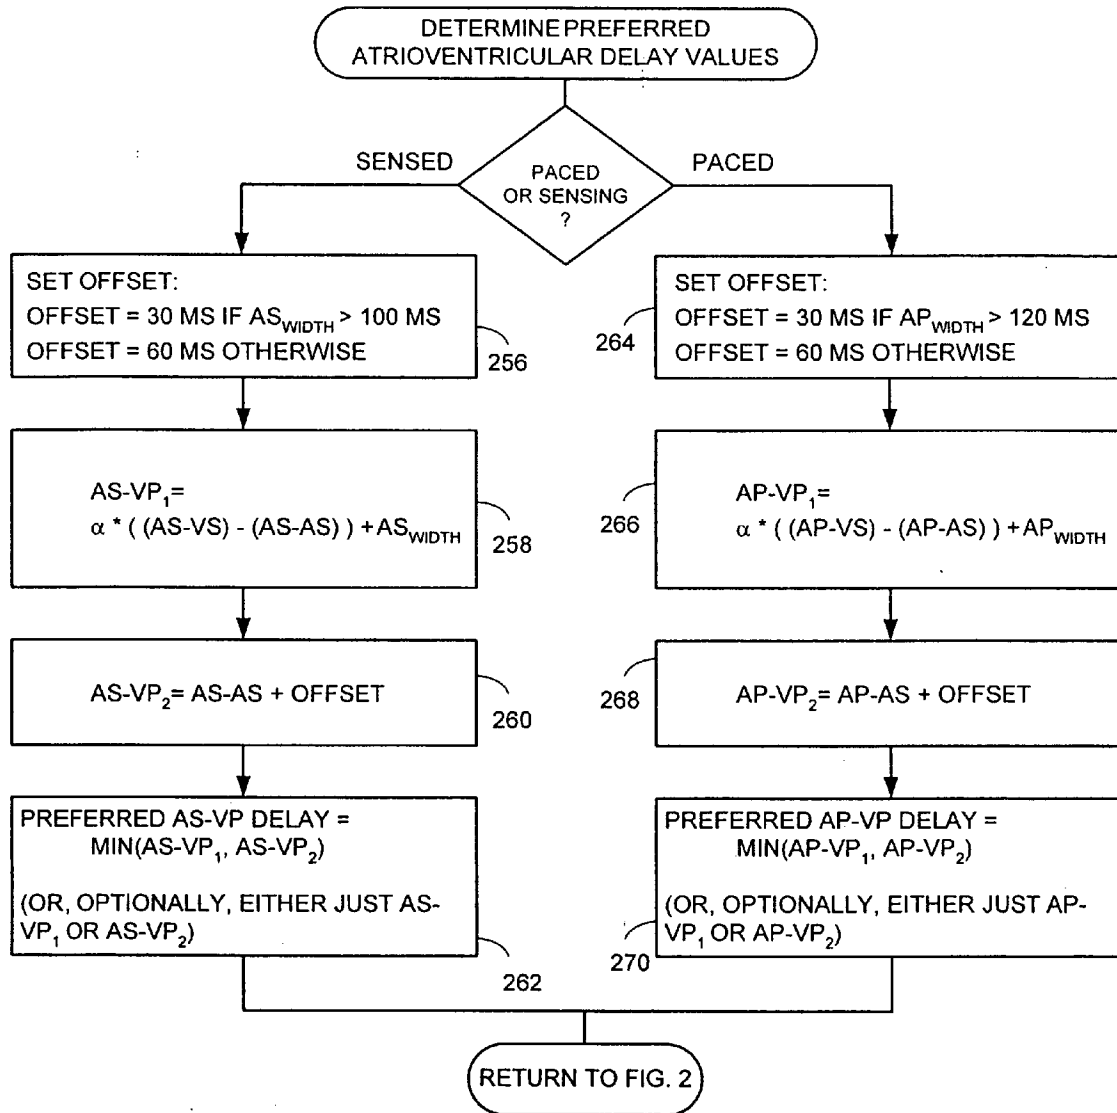 DETERMINE PREFERRED
ATRIOVENTRICULAR DELAY VALUES
SENSED
PACED
PACED
OR SENSING
?
SET OFFSET:
OFFSET = 30 MS IF AS_WIDTH > 100 MS
OFFSET = 60 MS OTHERWISE
256
SET OFFSET:
OFFSET = 30 MS IF AP_WIDTH > 120 MS
OFFSET = 60 MS OTHERWISE
264
AS-VP₁=
α * ( (AS-VS) - (AS-AS) ) + AS_WIDTH
258
AP-VP₁=
α * ( (AP-VS) - (AP-AS) ) + AP_WIDTH
266
AS-VP₂= AS-AS + OFFSET
260
AP-VP₂= AP-AS + OFFSET
268
PREFERRED AS-VP DELAY =
MIN(AS-VP₁, AS-VP₂)
(OR, OPTIONALLY, EITHER JUST AS-
VP₁ OR AS-VP₂)
262
PREFERRED AP-VP DELAY =
MIN(AP-VP₁, AP-VP₂)
(OR, OPTIONALLY, EITHER JUST AP-
VP₁ OR AP-VP₂)
270
RETURN TO FIG. 2